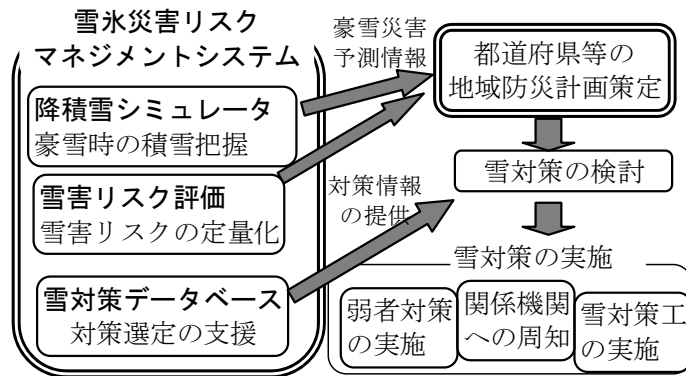 雪氷災害リスク
マネジメントシステム
降積雪シミュレータ
豪雪時の積雪把握
雪害リスク評価
雪害リスクの定量化
雪対策データベース
対策選定の支援
豪雪災害
予測情報
対策情報
の提供
都道府県等の
地域防災計画策定
雪対策の検討
雪対策の実施
弱者対策
の実施
関係機関
への周知
雪対策工
の実施